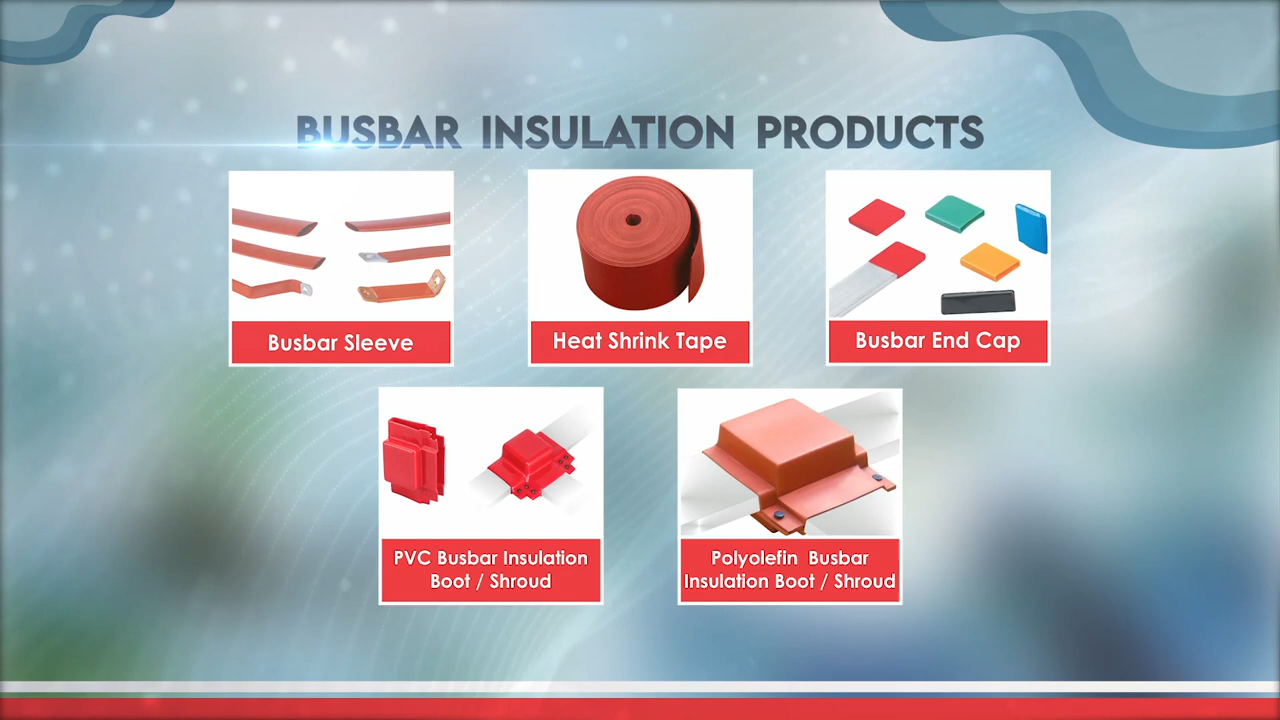 BUSBAR INSULATION PRODUCTS
Busbar Sleeve
Heat Shrink Tape
Busbar End Cap
PVC Busbar Insulation
Boot / Shroud
Polyolefin Busbar
Insulation Boot / Shroud